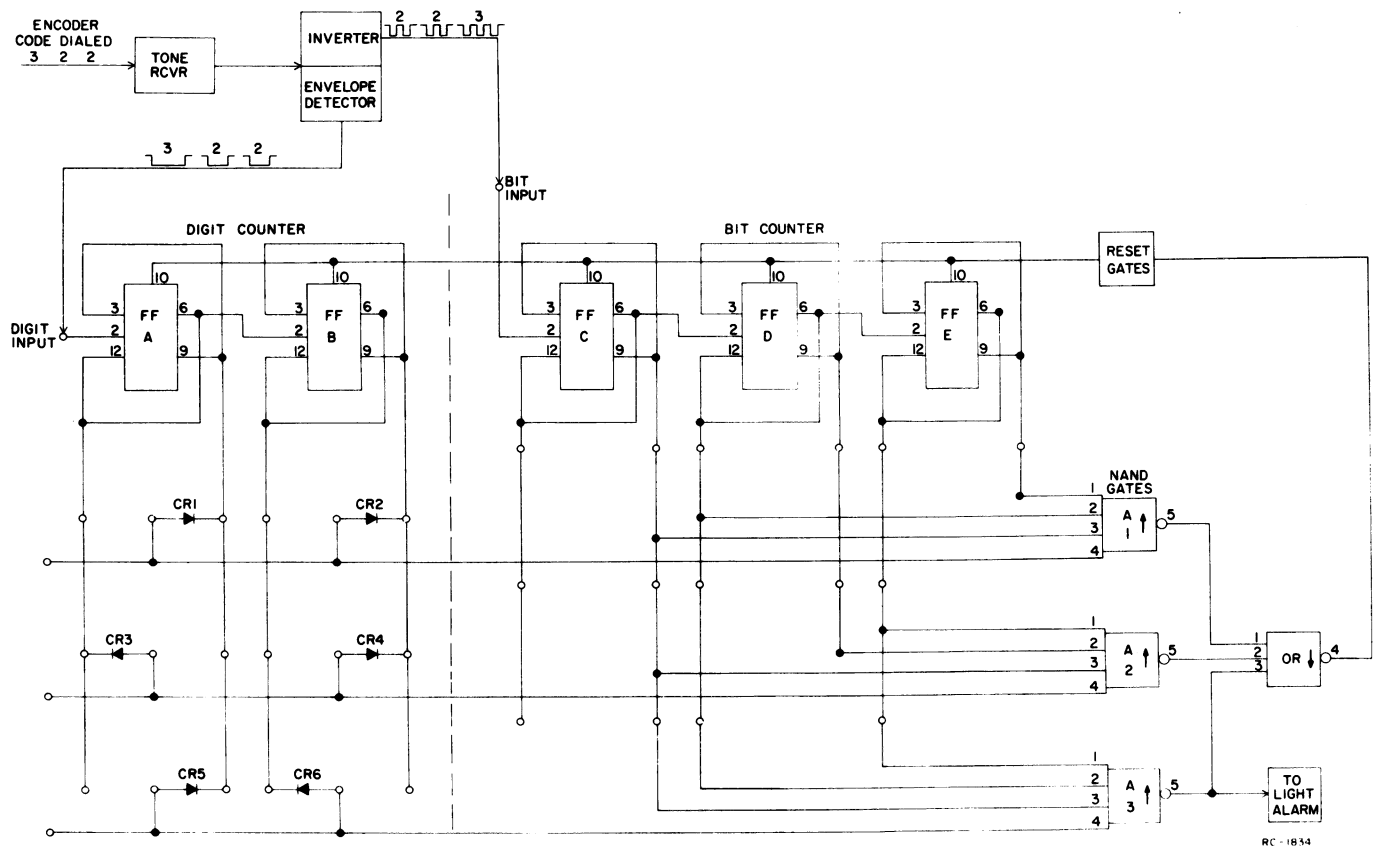 ENCODER
CODE DIALED
3 2 2
TONE
RCVR
INVERTER
ENVELOPE
DETECTOR
2 2 3
3 2 2
BIT
INPUT
DIGIT COUNTER
BIT COUNTER
RESET
GATES
DIGIT
INPUT
10
3 FF 6
2 A
12 9
10
3 FF 6
2 B
12 9
10
3 FF 6
2 C
12 9
10
3 FF 6
2 D
12 9
10
3 FF 6
2 E
12 9
NAND
GATES
CR1
CR2
1
2 A 5
3 1
4
CR3
CR4
1
2 A 5
3 2
4
1
2 OR 4
3
CR5
CR6
1
2 A 5
3 3
4
TO
LIGHT
ALARM
RC-1834